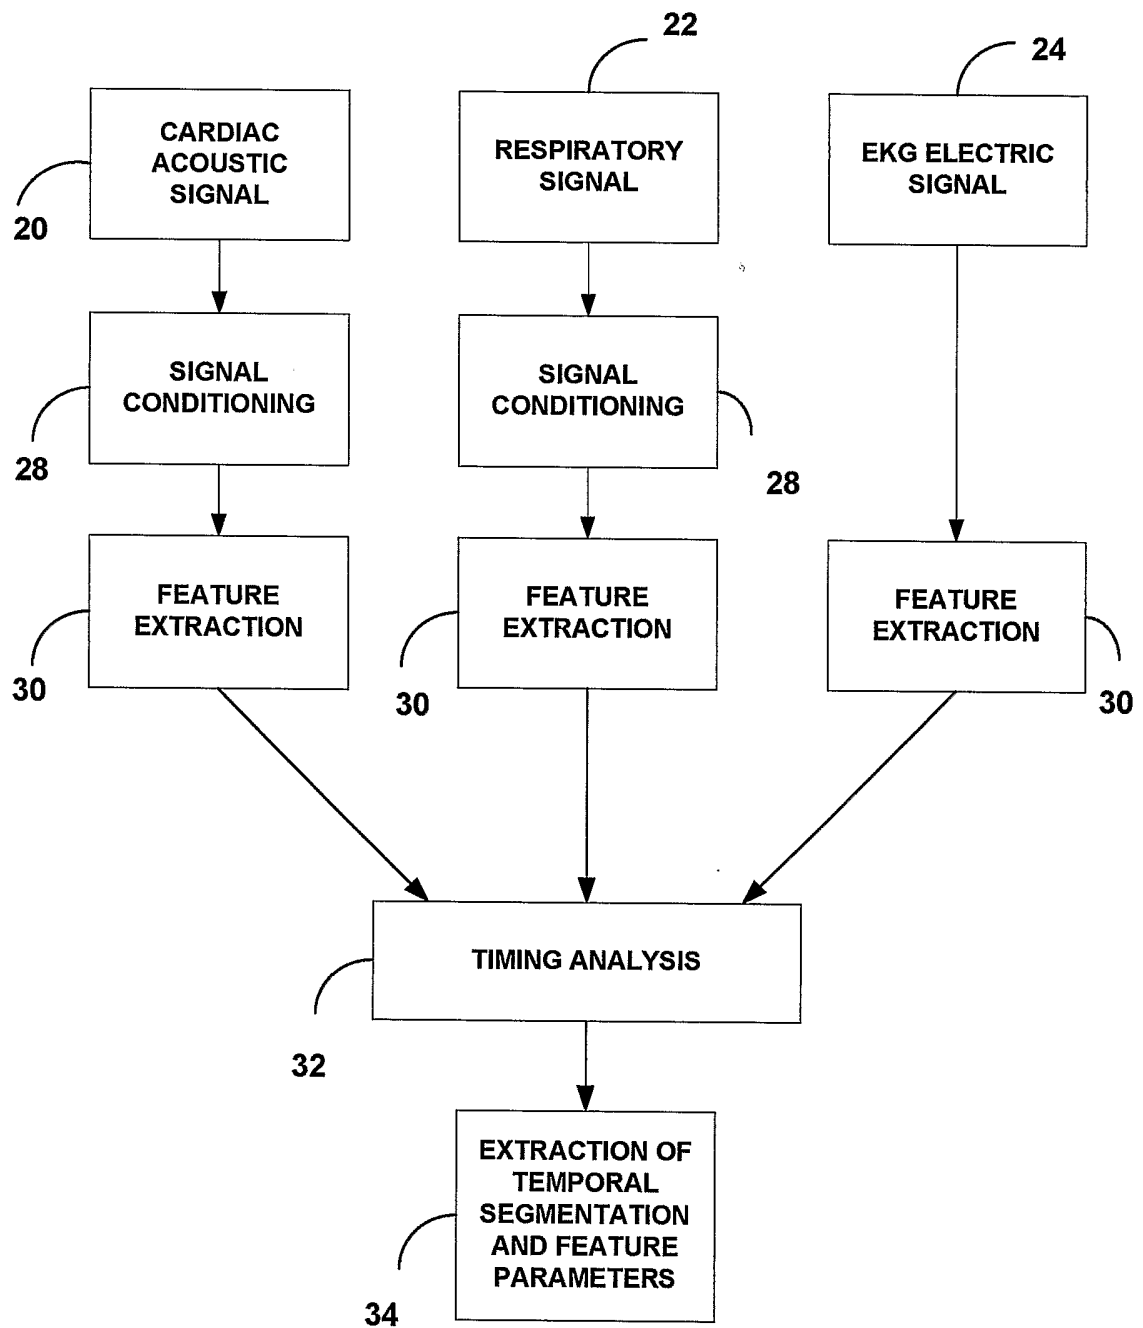 22
24
CARDIAC
ACOUSTIC
SIGNAL
RESPIRATORY
SIGNAL
EKG ELECTRIC
SIGNAL
20
SIGNAL
CONDITIONING
SIGNAL
CONDITIONING
28
28
FEATURE
EXTRACTION
FEATURE
EXTRACTION
FEATURE
EXTRACTION
30
30
30
TIMING ANALYSIS
32
EXTRACTION OF
TEMPORAL
SEGMENTATION
AND FEATURE
PARAMETERS
34